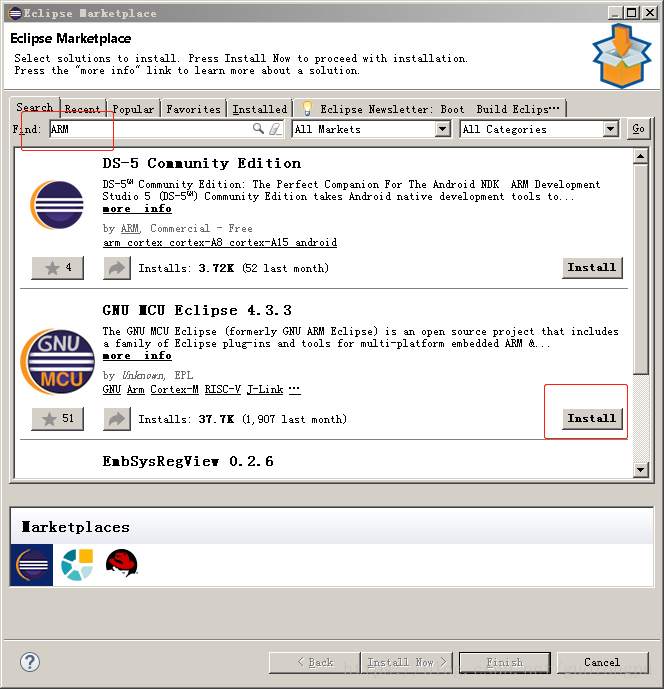 Eclipse Marketplace
Eclipse Marketplace
Select solutions to install. Press Install Now to proceed with installation.
Press the "more info" link to learn more about a solution.
Search Recent Popular Favorites Installed Eclipse Newsletter: Boot Build Eclips…
Find: ARM All Markets All Categories Go
DS-5 Community Edition
DS-5™ Community Edition: The Perfect Companion For The Android NDK ARM Development
Studio 5 (DS-5™) Community Edition takes Android native development tools to...
more info
by ARM, Commercial - Free
arm cortex cortex-A8 cortex-A15 android
4 Installs: 3.72K (52 last month) Install
GNU MCU Eclipse 4.3.3
The GNU MCU Eclipse (formerly GNU ARM Eclipse) is an open source project that includes
a family of Eclipse plug-ins and tools for multi-platform embedded ARM &...
more info
GNU
MCU
by Unknown, EPL
GNU Arm Cortex-M RISC-V J-Link …
51 Installs: 37.7K (1,907 last month) Install
EmbSysRegView 0.2.6
Marketplaces
? < Back Install Now > Finish Cancel